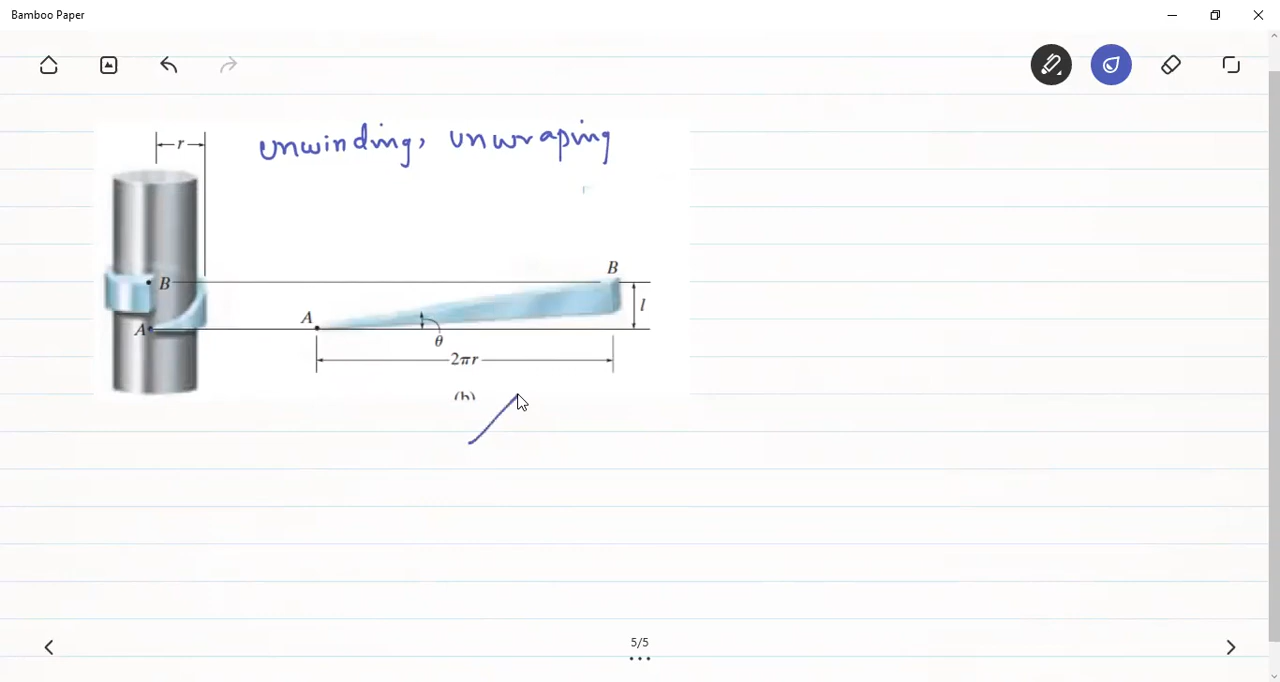 Bamboo Paper
r
unwinding, unwraping
B
B
A
A
θ
l
2πr
(b)
5/5